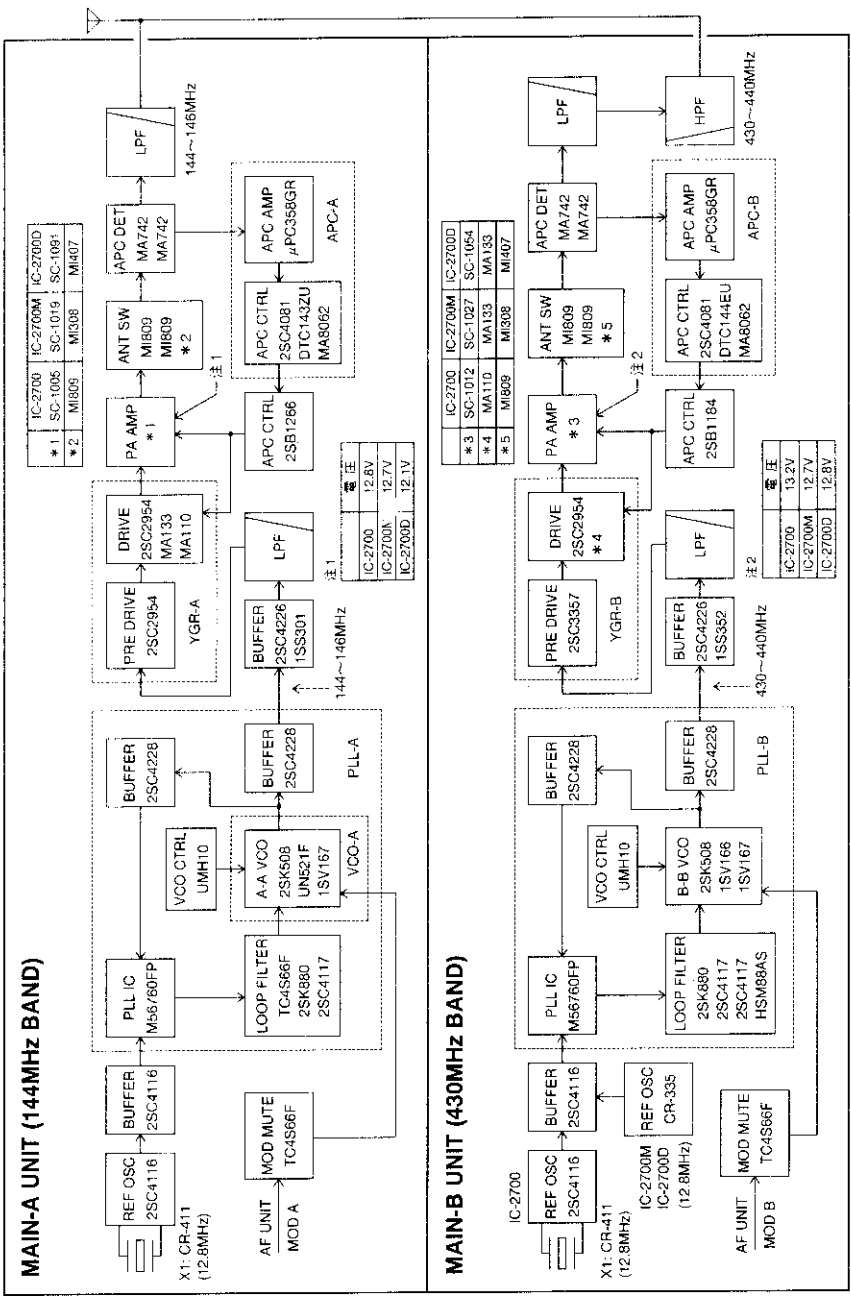 MAIN-A UNIT (144MHz BAND)
X1: CR-411
(12.8MHz)
REF OSC
2SC4116
BUFFER
2SC4116
AF UNIT
MOD A
MOD MUTE
TC4S66F
PLL IC
M56760FP
LOOP FILTER
TC4S66F
2SK880
2SC4117
VCO CTRL
UMH10
A-A VCO
2SK508
UN521F
1SV167
VCO-A
BUFFER
2SC4228
BUFFER
2SC4228
PLL-A
144～146MHz
BUFFER
2SC4226
1SS301
LPF
PRE DRIVE
2SC2954
DRIVE
2SC2954
MA133
MA110
YGR-A
注1
電圧
IC-2700 12.8V
IC-2700M 12.7V
IC-2700D 12.1V
IC-2700 IC-2700M IC-2700D
*1 SC-1005 SC-1019 SC-1091
*2 MI809 MI308 MI407
PA AMP
*1
注1
ANT SW
MI809
MI809
*2
APC DET
MA742
MA742
LPF
144～146MHz
APC CTRL
2SB1266
APC CTRL
2SC4081
DTC143ZU
MA8062
APC AMP
μPC358GR
APC-A
MAIN-B UNIT (430MHz BAND)
IC-2700
X1: CR-411
(12.8MHz)
REF OSC
2SC4116
BUFFER
2SC4116
IC-2700M
IC-2700D
(12.8MHz)
REF OSC
CR-335
AF UNIT
MOD B
MOD MUTE
TC4S66F
PLL IC
M56760FP
LOOP FILTER
2SK880
2SC4117
2SC4117
HSM88AS
VCO CTRL
UMH10
B-B VCO
2SK508
1SV166
1SV167
BUFFER
2SC4228
BUFFER
2SC4228
PLL-B
430～440MHz
BUFFER
2SC4226
1SS352
LPF
PRE DRIVE
2SC3357
DRIVE
2SC2954
*4
YGR-B
注2
電圧
IC-2700 13.2V
IC-2700M 12.7V
IC-2700D 12.8V
IC-2700 IC-2700M IC-2700D
*3 SC-1012 SC-1027 SC-1054
*4 MA110 MA133 MA133
*5 MI809 MI308 MI407
PA AMP
*3
注2
ANT SW
MI809
MI809
*5
APC DET
MA742
MA742
LPF
HPF
430～440MHz
APC CTRL
2SB1184
APC CTRL
2SC4081
DTC144EU
MA8062
APC AMP
μPC358GR
APC-B